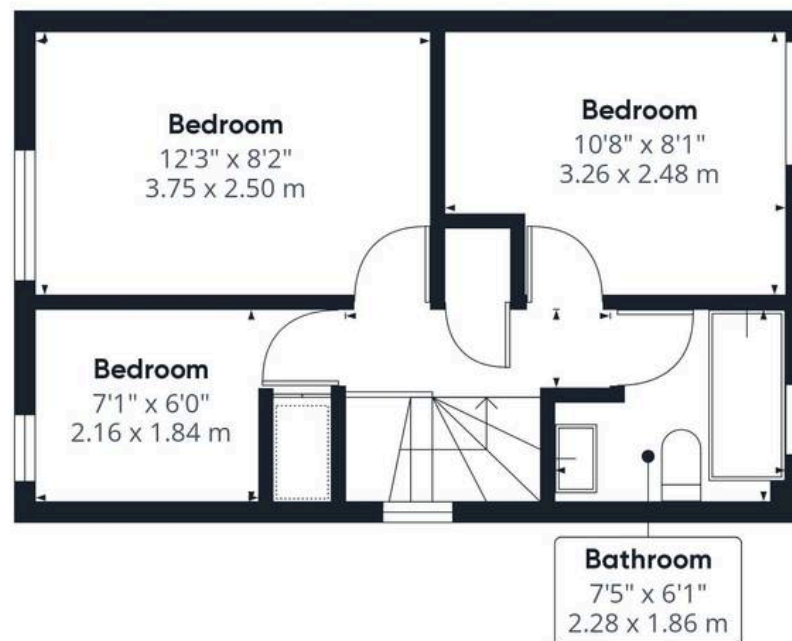 Bedroom
12'3" x 8'2"
3.75 x 2.50 m
Bedroom
10'8" x 8'1"
3.26 x 2.48 m
Bedroom
7'1" x 6'0"
2.16 x 1.84 m
Bathroom
7'5" x 6'1"
2.28 x 1.86 m